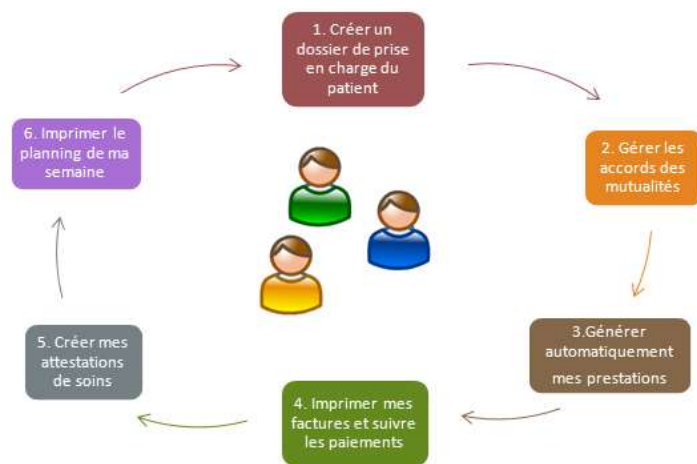 1. Créer un
dossier de prise
en charge du
patient
2. Gérer les
accords des
mutualités
3.Générer
automatiquement
mes prestations
4. Imprimer mes
factures et suivre
les paiements
5. Créer mes
attestations
de soins
6. Imprimer le
planning de ma
semaine